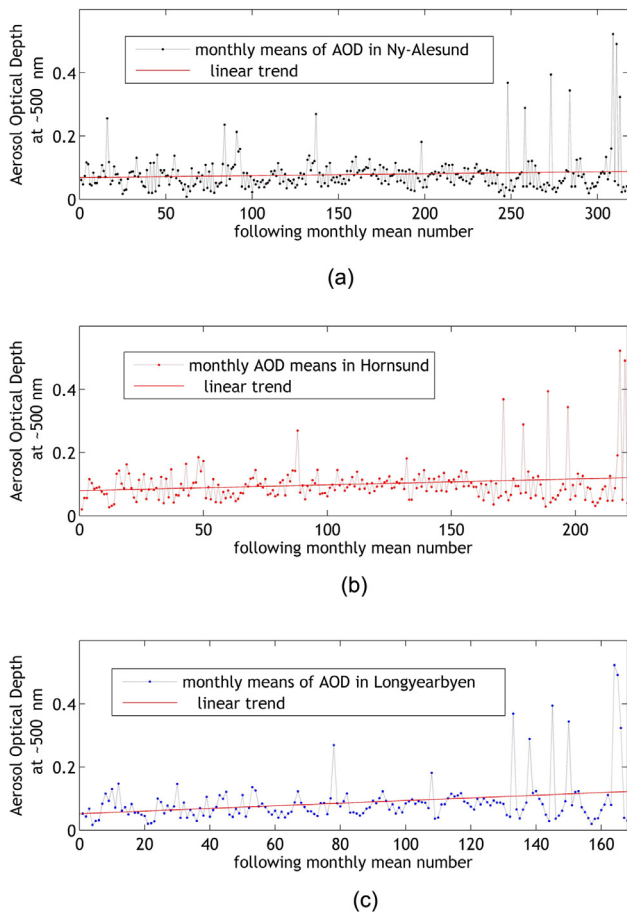 Aerosol Optical Depth
at ~500 nm
0.4
0.2
0
monthly means of AOD in Ny-Alesund
linear trend
0 50 100 150 200 250 300
following monthly mean number
(a)
Aerosol Optical Depth
at ~500 nm
0.4
0.2
0
monthly AOD means in Hornsund
linear trend
0 50 100 150 200
following monthly mean number
(b)
Aerosol Optical Depth
at ~500 nm
0.4
0.2
0
monthly means of AOD in Longyearbyen
linear trend
0 20 40 60 80 100 120 140 160
following monthly mean number
(c)